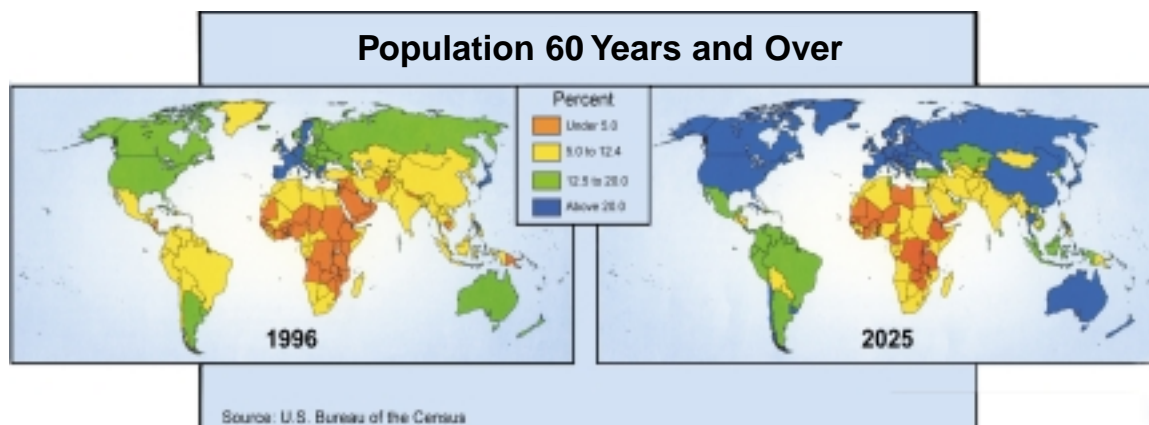 Population 60 Years and Over
Percent
Under 5.0
5.0 to 12.4
12.5 to 20.0
Above 20.0
1996
2025
Source: U.S. Bureau of the Census